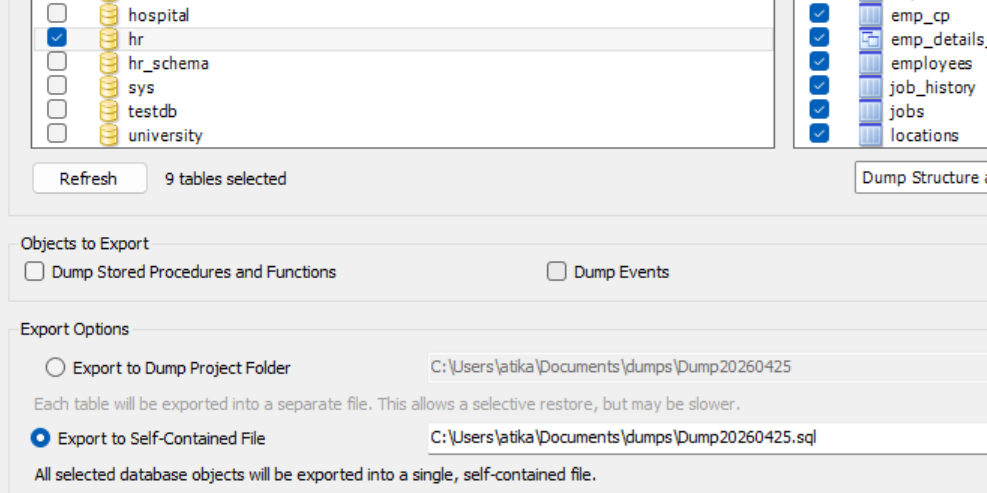 hospital
hr
hr_schema
sys
testdb
university
emp_cp
emp_details_
employees
job_history
jobs
locations
Refresh
9 tables selected
Dump Structure a
Objects to Export
Dump Stored Procedures and Functions
Dump Events
Export Options
Export to Dump Project Folder
C:\Users\atika\Documents\dumps\Dump20260425
Each table will be exported into a separate file. This allows a selective restore, but may be slower.
Export to Self-Contained File
C:\Users\atika\Documents\dumps\Dump20260425.sql
All selected database objects will be exported into a single, self-contained file.